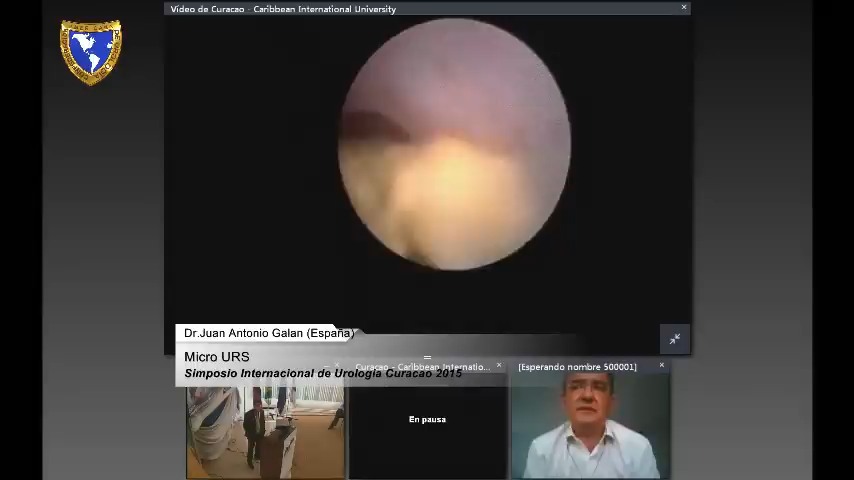 Vídeo de Curacao - Caribbean International University
Dr.Juan Antonio Galan (España)
Micro URS
Simposio Internacional de Urología Curacao 2015
Curacao - Caribbean Internatio...
[Esperando nombre 500001]
En pausa